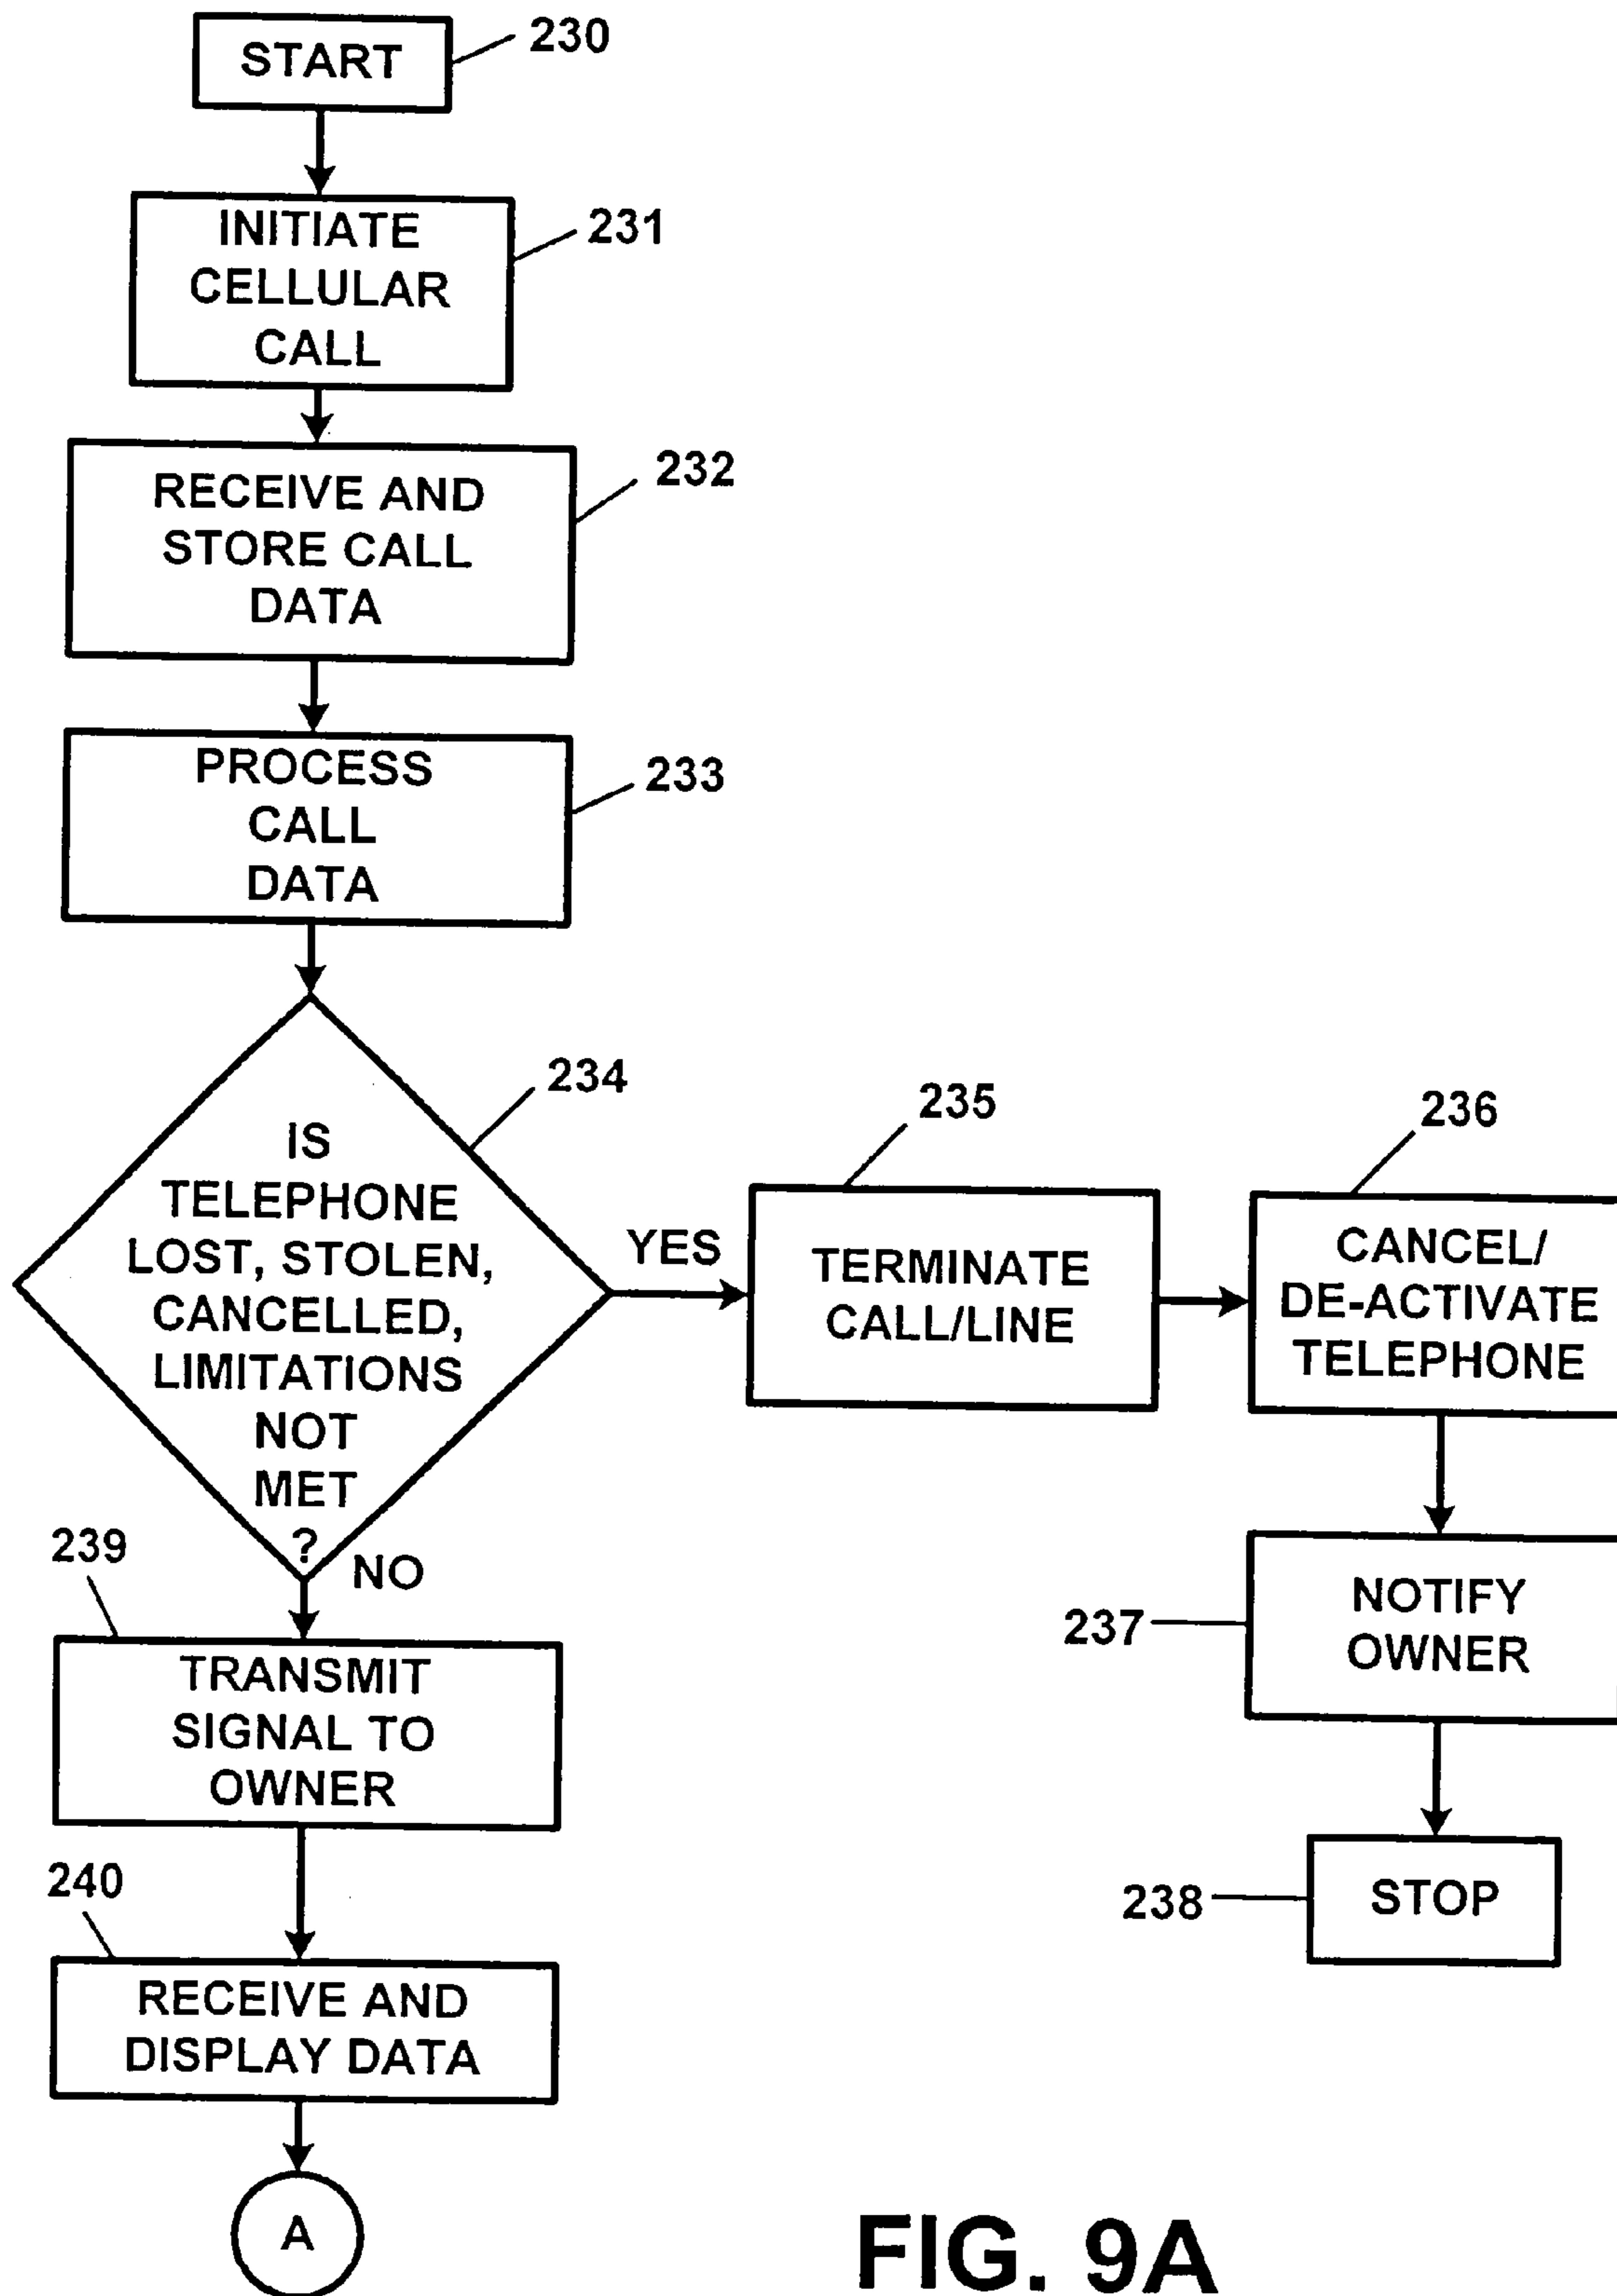 START
230
INITIATE
CELLULAR
CALL
231
RECEIVE AND
STORE CALL
DATA
232
PROCESS
CALL
DATA
233
IS
TELEPHONE
LOST, STOLEN,
CANCELLED,
LIMITATIONS
NOT
MET
?
234
YES
235
TERMINATE
CALL/LINE
236
CANCEL/
DE-ACTIVATE
TELEPHONE
237
NOTIFY
OWNER
238
STOP
NO
239
TRANSMIT
SIGNAL TO
OWNER
240
RECEIVE AND
DISPLAY DATA
A
FIG. 9A